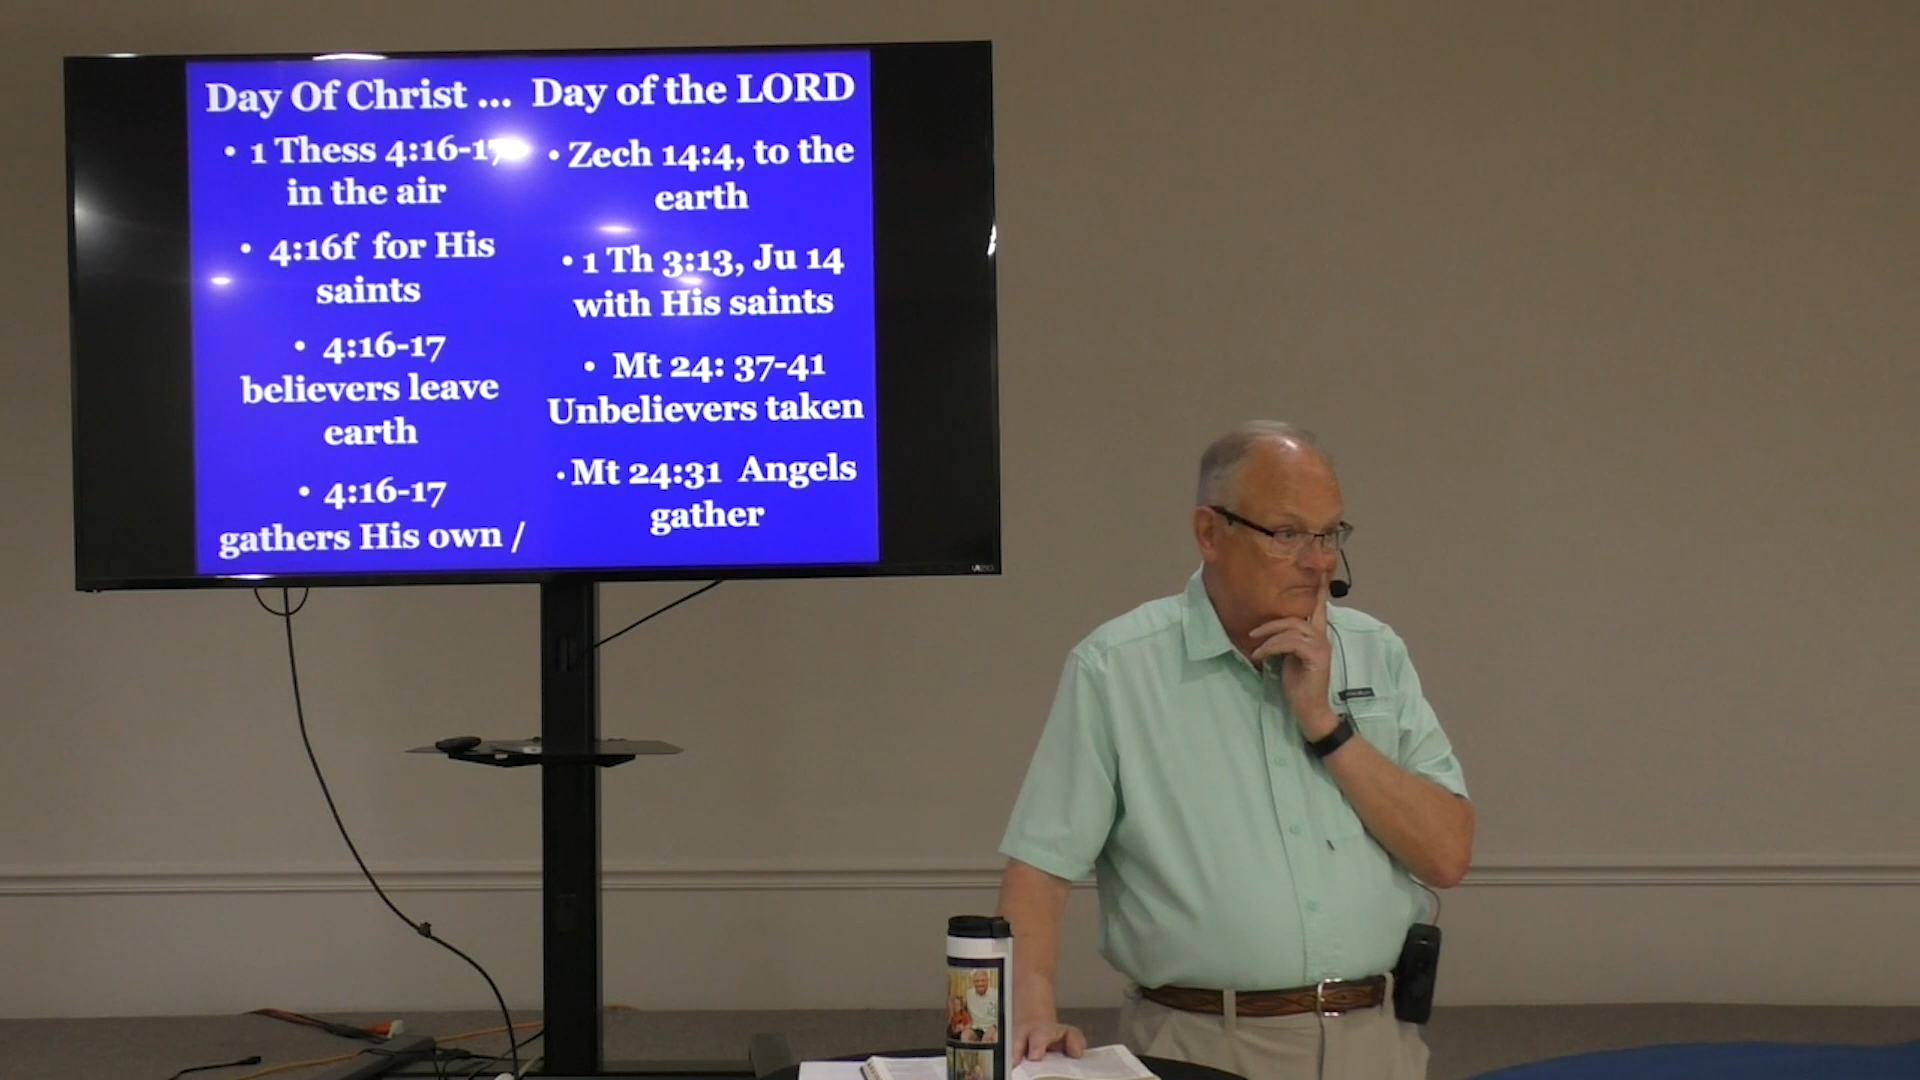 Day Of Christ ...
• 1 Thess 4:16-17
in the air
• 4:16f for His
saints
• 4:16-17
believers leave
earth
• 4:16-17
gathers His own /
Day of the LORD
• Zech 14:4, to the
earth
• 1 Th 3:13, Ju 14
with His saints
• Mt 24: 37-41
Unbelievers taken
• Mt 24:31 Angels
gather